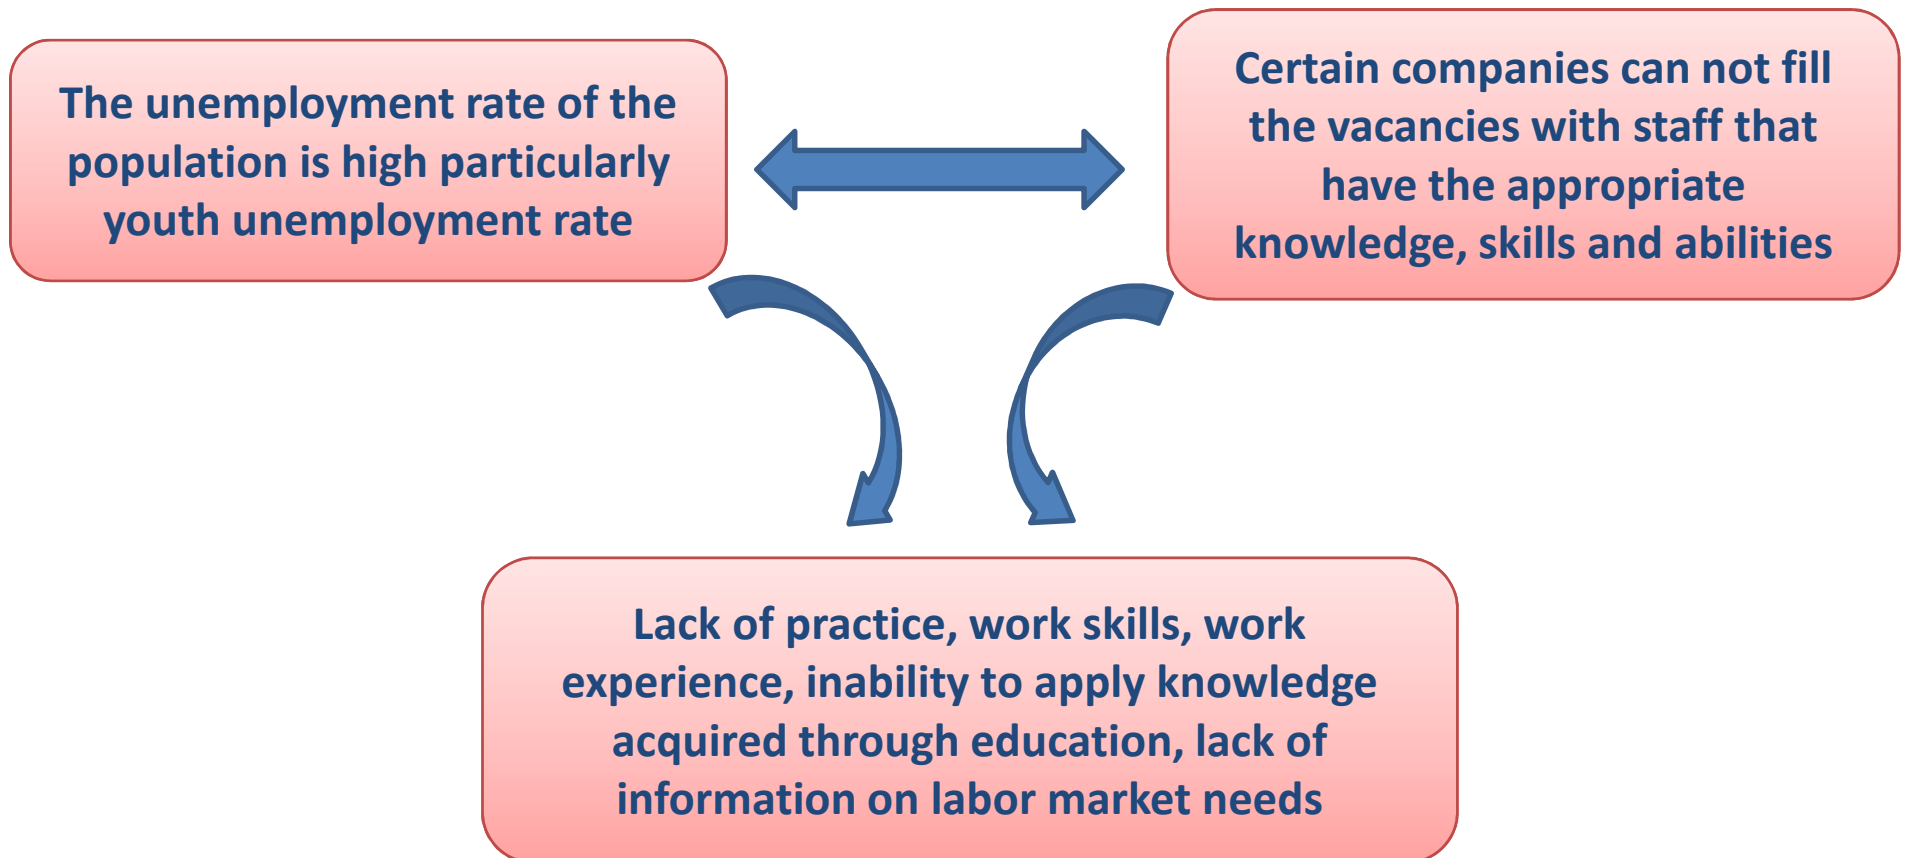 The unemployment rate of the
population is high particularly
youth unemployment rate
Certain companies can not fill
the vacancies with staff that
have the appropriate
knowledge, skills and abilities
Lack of practice, work skills, work
experience, inability to apply knowledge
acquired through education, lack of
information on labor market needs